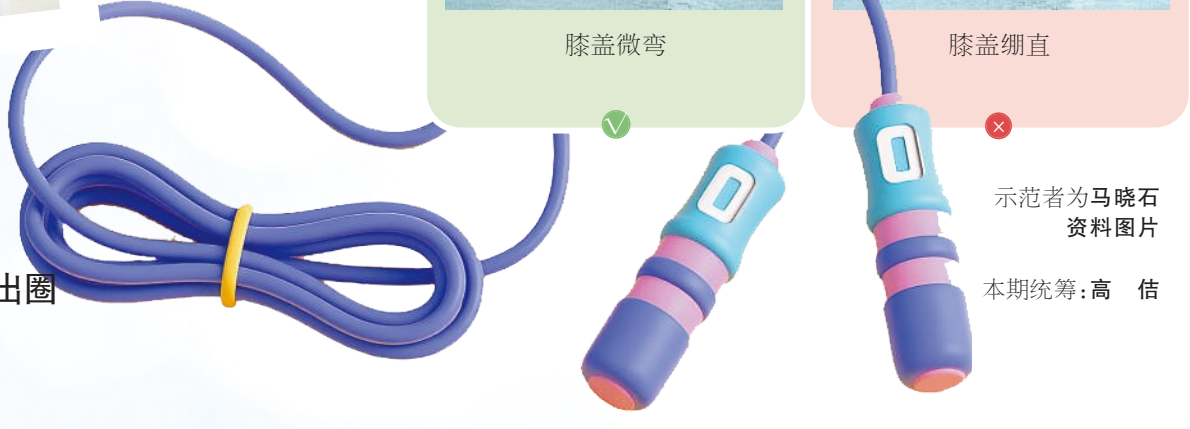 膝盖微弯
膝盖绷直
示范者为马晓石
资料图片
本期统筹：高　佶
出圈